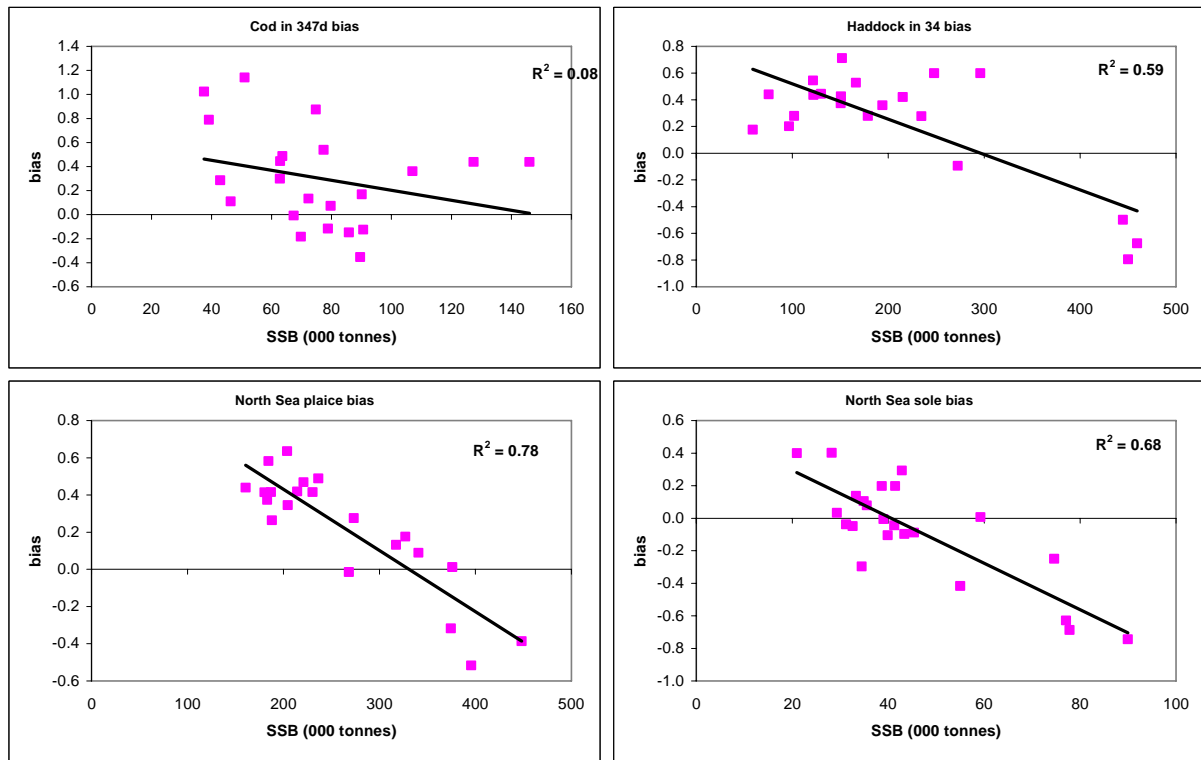 Cod in 347d bias
R² = 0.08
bias
1.4
1.2
1.0
0.8
0.6
0.4
0.2
0.0
-0.2
-0.4
-0.6
0 20 40 60 80 100 120 140 160
SSB (000 tonnes)
Haddock in 34 bias
R² = 0.59
bias
0.8
0.6
0.4
0.2
0.0
-0.2
-0.4
-0.6
-0.8
-1.0
0 100 200 300 400 500
SSB (000 tonnes)
North Sea plaice bias
R² = 0.78
bias
0.8
0.6
0.4
0.2
0.0
-0.2
-0.4
-0.6
0 100 200 300 400 500
SSB (000 tonnes)
North Sea sole bias
R² = 0.68
bias
0.6
0.4
0.2
0.0
-0.2
-0.4
-0.6
-0.8
-1.0
0 20 40 60 80 100
SSB (000 tonnes)